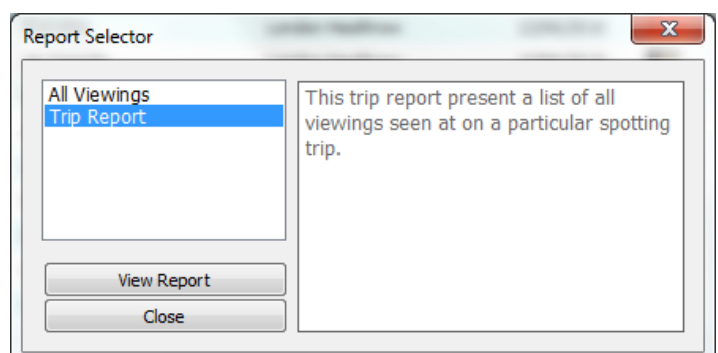 Report Selector
All Viewings
Trip Report
This trip report present a list of all
viewings seen at on a particular spotting
trip.
View Report
Close